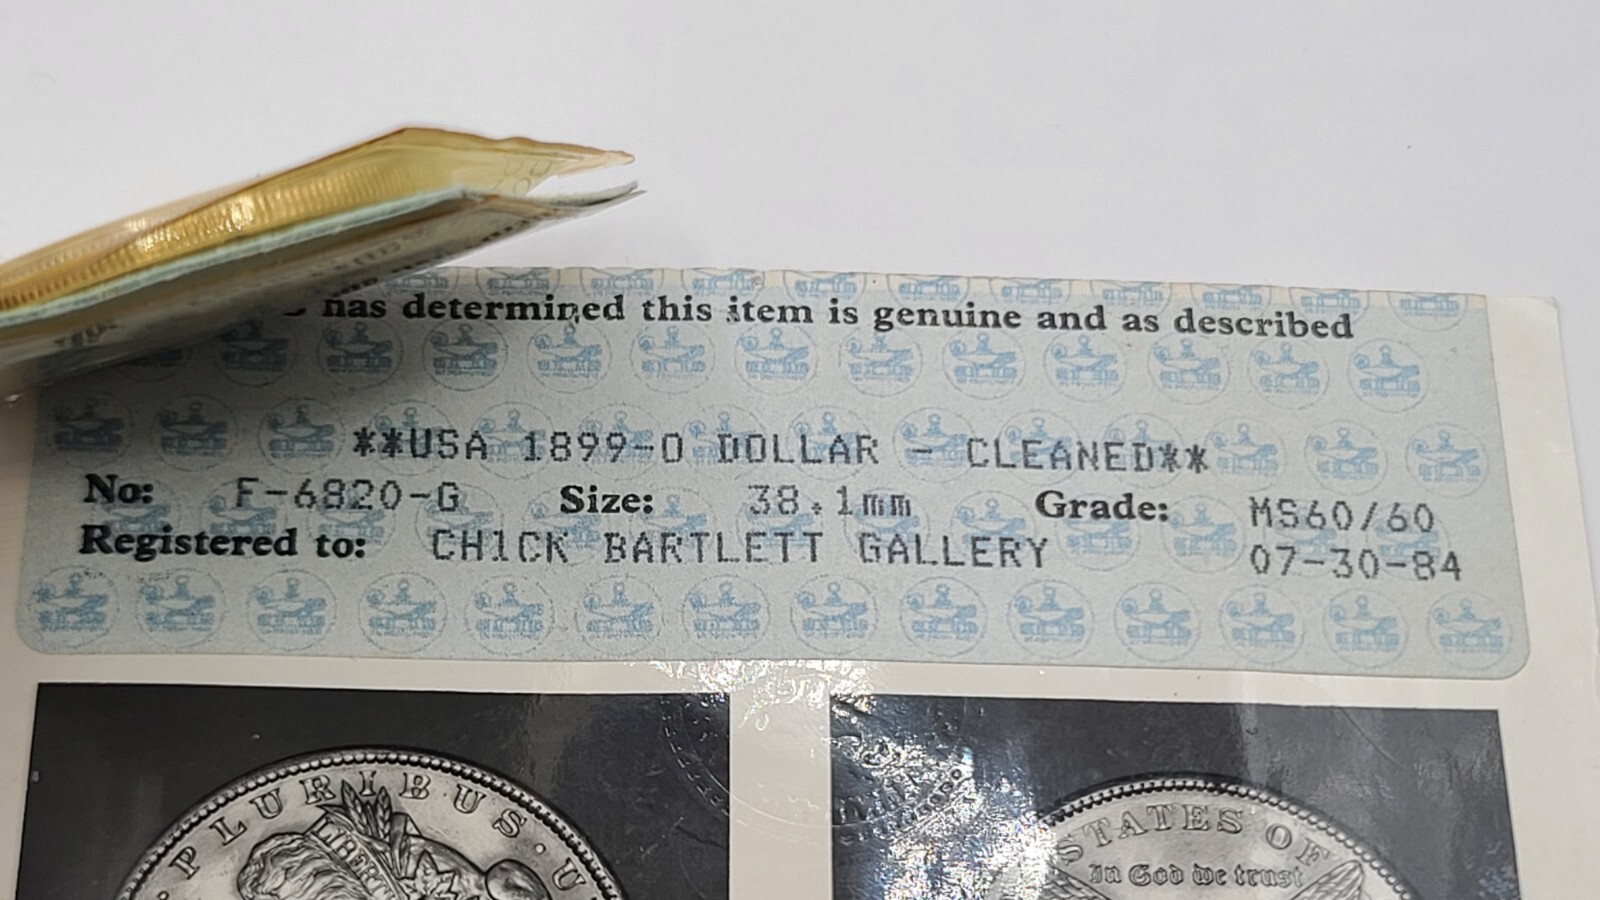 has determined this item is genuine and as described
**USA 1899-O DOLLAR - CLEANED**
No: F-6820-G Size: 38.1mm Grade: MS60/60
Registered to: CH1CK BARTLETT GALLERY 07-30-84
PLURIBUS · U
LIBERTY
STATES OF
In God we trust